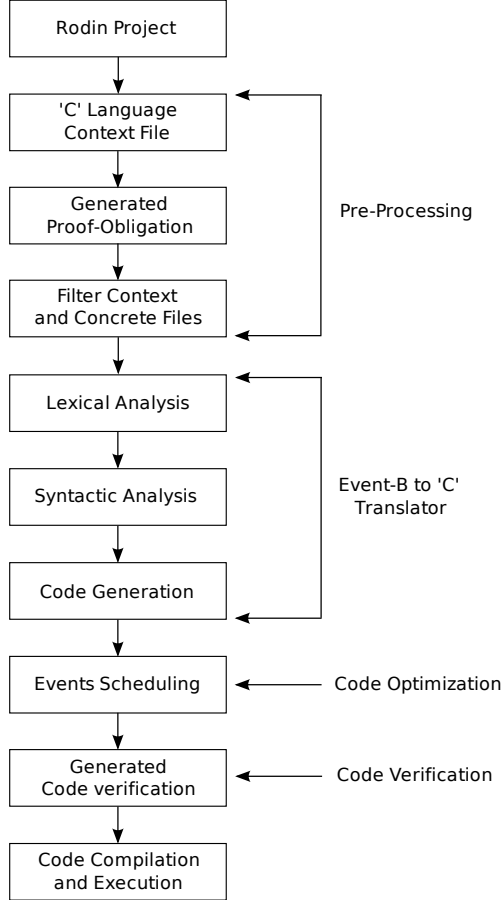 Rodin Project
'C' Language
Context File
Generated
Proof-Obligation
Pre-Processing
Filter Context
and Concrete Files
Lexical Analysis
Syntactic Analysis
Event-B to 'C'
Translator
Code Generation
Events Scheduling
Code Optimization
Generated
Code verification
Code Verification
Code Compilation
and Execution